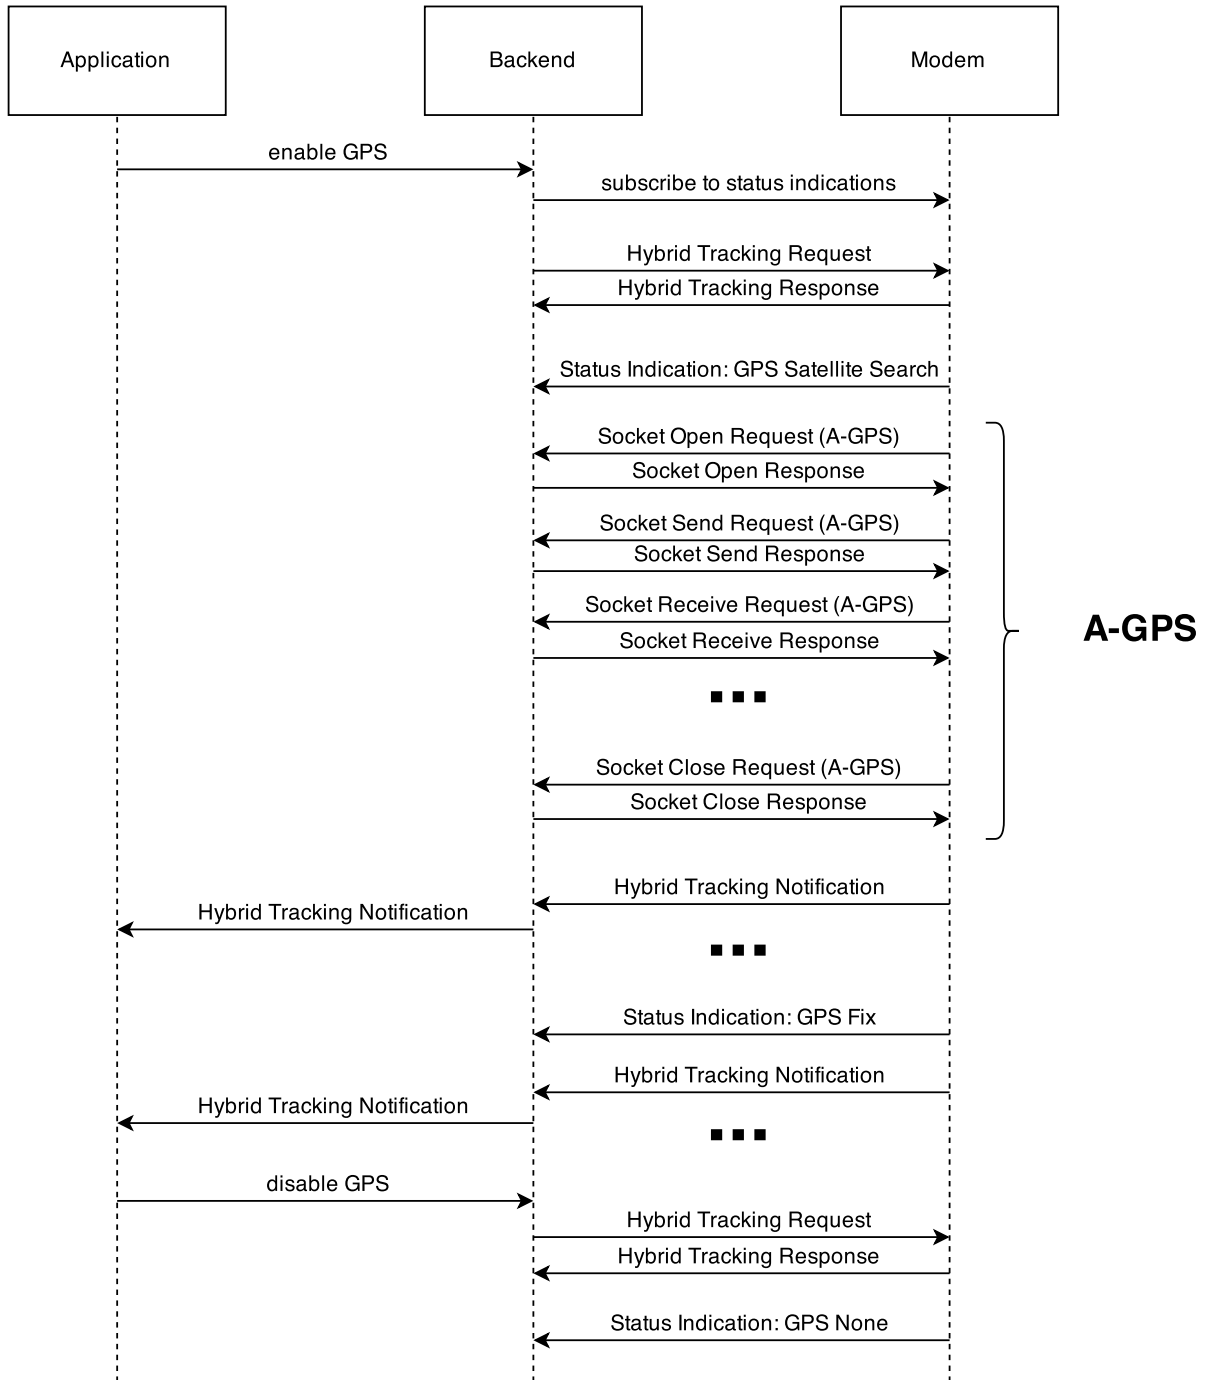 Application
Backend
Modem
enable GPS
subscribe to status indications
Hybrid Tracking Request
Hybrid Tracking Response
Status Indication: GPS Satellite Search
Socket Open Request (A-GPS)
Socket Open Response
Socket Send Request (A-GPS)
Socket Send Response
Socket Receive Request (A-GPS)
A-GPS
Socket Receive Response
Socket Close Request (A-GPS)
Socket Close Response
Hybrid Tracking Notification
Hybrid Tracking Notification
Status Indication: GPS Fix
Hybrid Tracking Notification
Hybrid Tracking Notification
disable GPS
Hybrid Tracking Request
Hybrid Tracking Response
Status Indication: GPS None